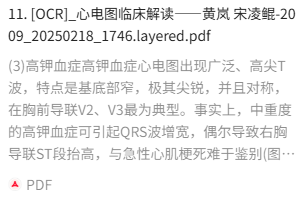 11. [OCR]_心电图临床解读——黄岚 宋凌鲲-20
09_20250218_1746.layered.pdf
(3)高钾血症高钾血症心电图出现广泛、高尖T
波，特点是基底部窄，极其尖锐，并且对称，
在胸前导联V2、V3最为典型。事实上，中重度
的高钾血症可引起QRS波增宽，偶尔导致右胸
导联ST段抬高，与急性心肌梗死难于鉴别(图…
PDF